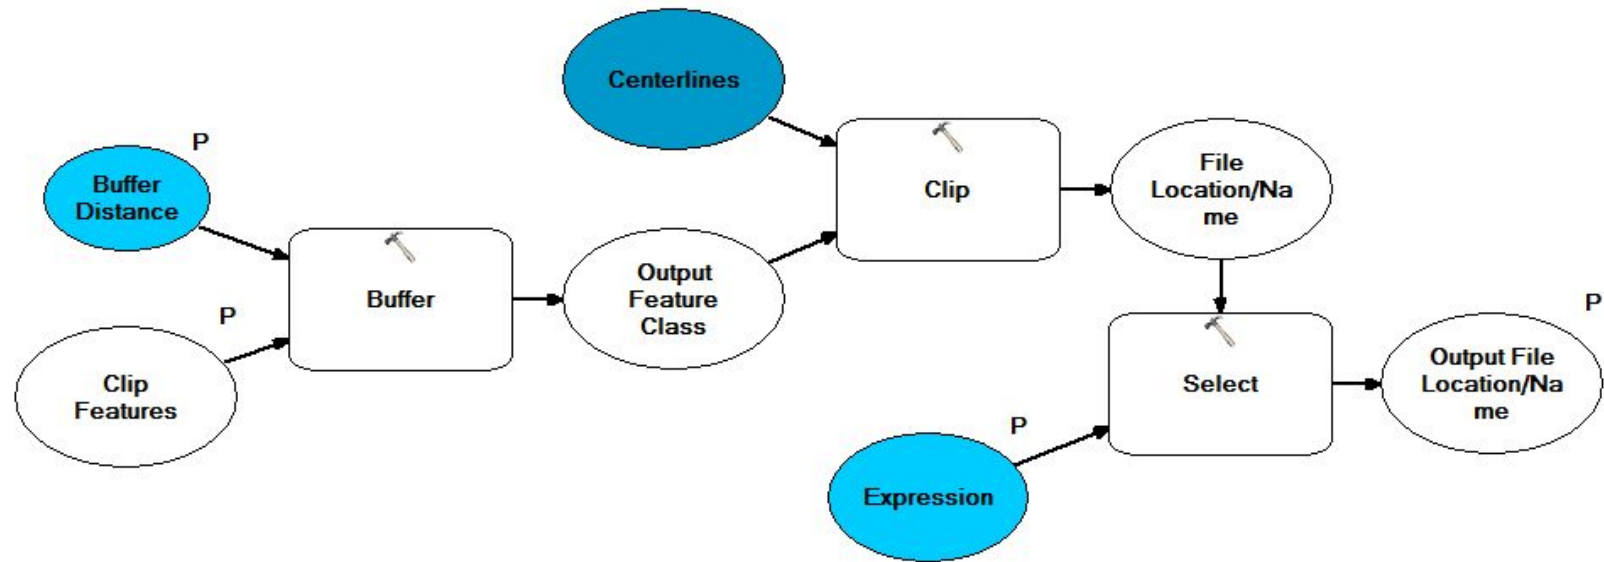 Centerlines
P
Buffer
Distance
Clip
File
Location/Na
me
Buffer
Output
Feature
Class
P
Clip
Features
Select
P
Output File
Location/Na
me
P
Expression